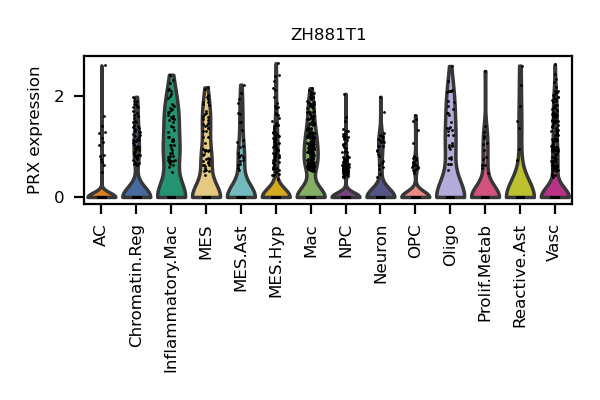 ZH881T1
PRX expression
2
0
AC
Chromatin.Reg
Inflammatory.Mac
MES
MES.Ast
MES.Hyp
Mac
NPC
Neuron
OPC
Oligo
Prolif.Metab
Reactive.Ast
Vasc